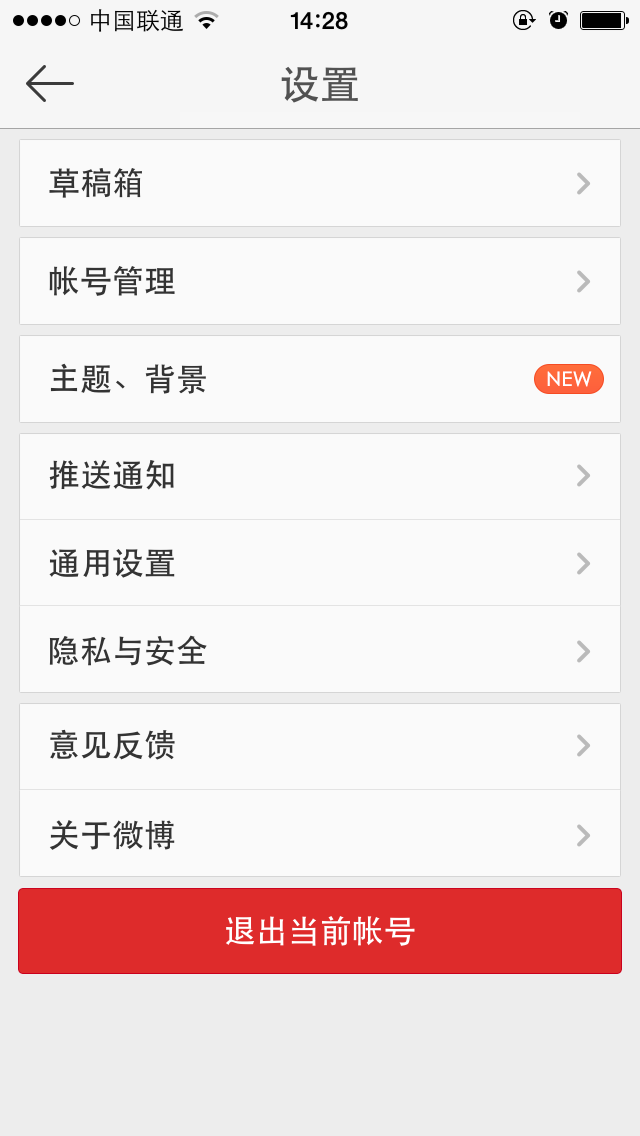 中国联通 14:28
设置
草稿箱
帐号管理
主题、背景 NEW
推送通知
通用设置
隐私与安全
意见反馈
关于微博
退出当前帐号